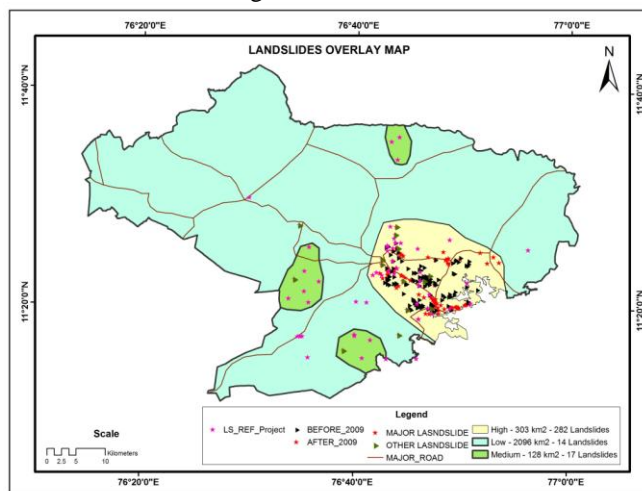 76°20'0"E 76°40'0"E 77°0'0"E
LANDSLIDES OVERLAY MAP
N
11°40'0"N 11°40'0"N
11°20'0"N 11°20'0"N
Legend
Scale
LS_REF_Project BEFORE_2009 MAJOR LASNDSLIDE High - 303 km2 - 282 Landslides
AFTER_2009 OTHER LASNDSLIDE Low - 2096 km2 - 14 Landslides
MAJOR_ROAD Medium - 128 km2 - 17 Landslides
Kilometers
0 2.5 5 10
76°20'0"E 76°40'0"E 77°0'0"E